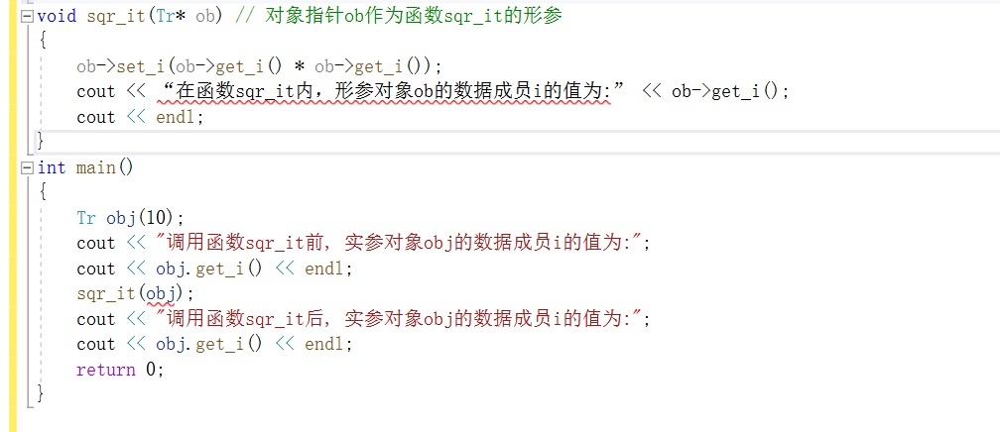 void sqr_it(Tr* ob) // 对象指针ob作为函数sqr_it的形参
{
ob->set_i(ob->get_i() * ob->get_i());
cout << “在函数sqr_it内，形参对象ob的数据成员i的值为:” << ob->get_i();
cout << endl;
}
int main()
{
Tr obj(10);
cout << "调用函数sqr_it前, 实参对象obj的数据成员i的值为:";
cout << obj.get_i() << endl;
sqr_it(obj);
cout << "调用函数sqr_it后, 实参对象obj的数据成员i的值为:";
cout << obj.get_i() << endl;
return 0;
}